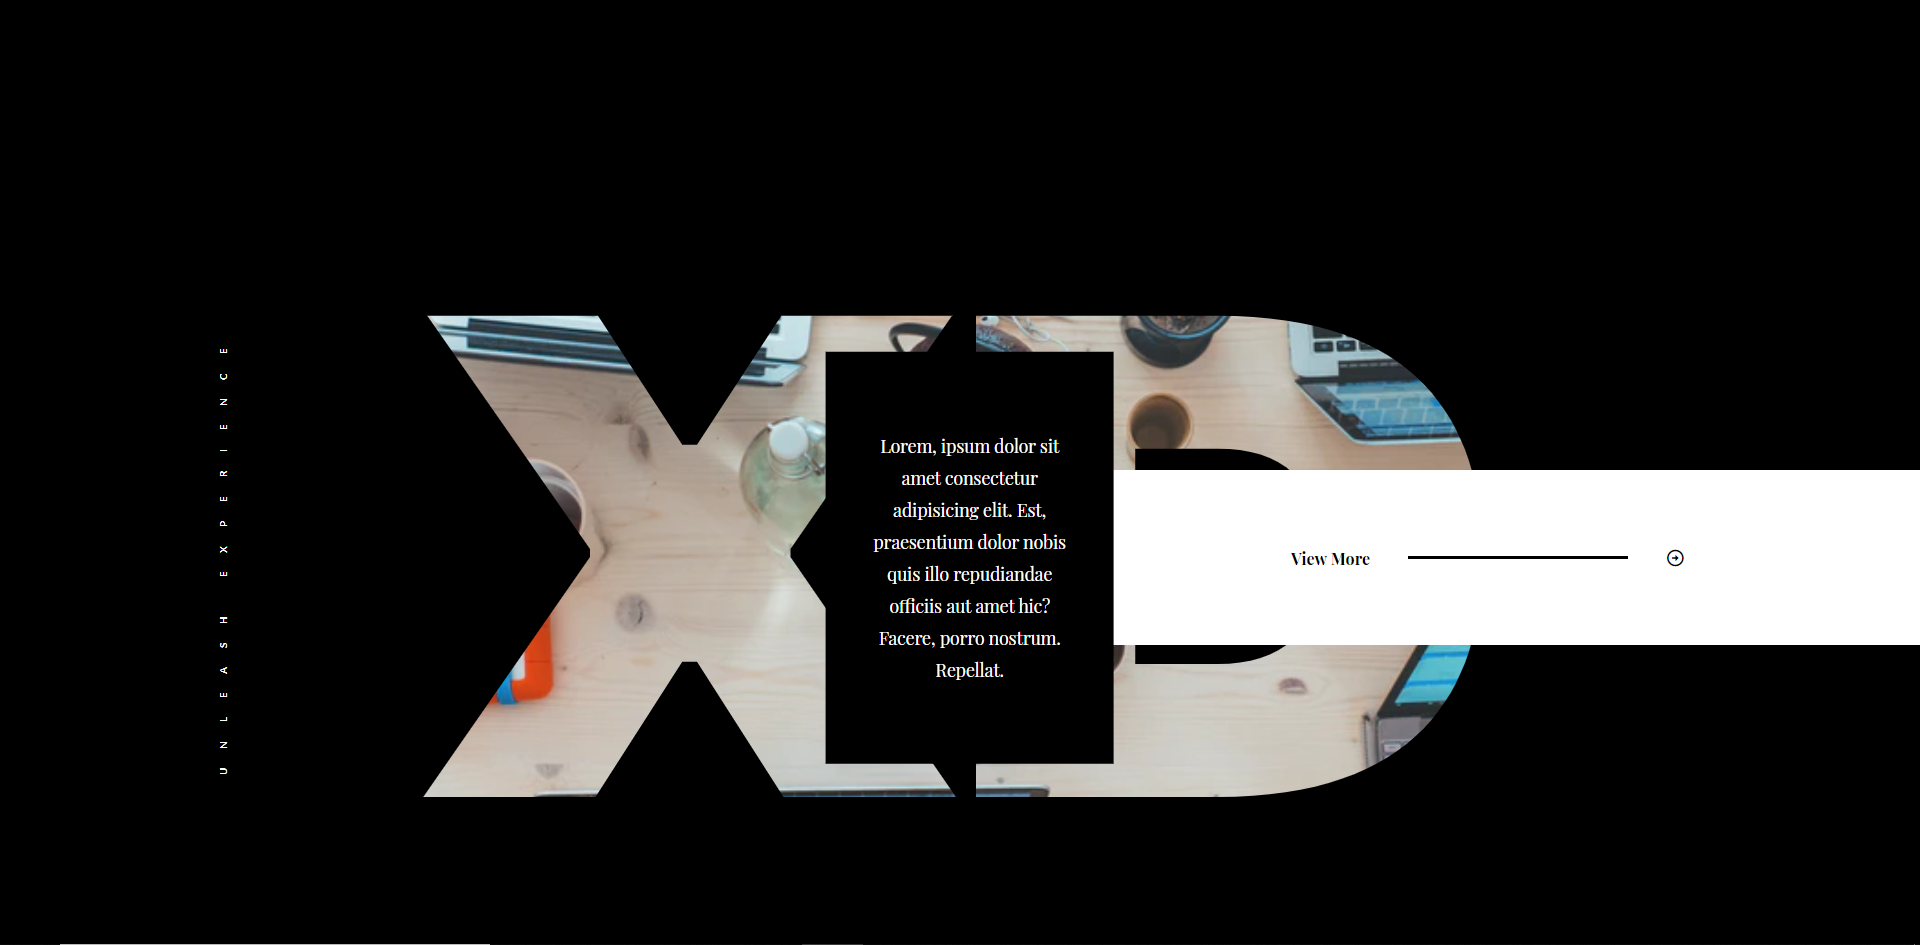 UNLEASH EXPERIENCE
XD
Lorem, ipsum dolor sit
amet consectetur
adipisicing elit. Est,
praesentium dolor nobis
quis illo repudiandae
officiis aut amet hic?
Facere, porro nostrum.
Repellat.
View More